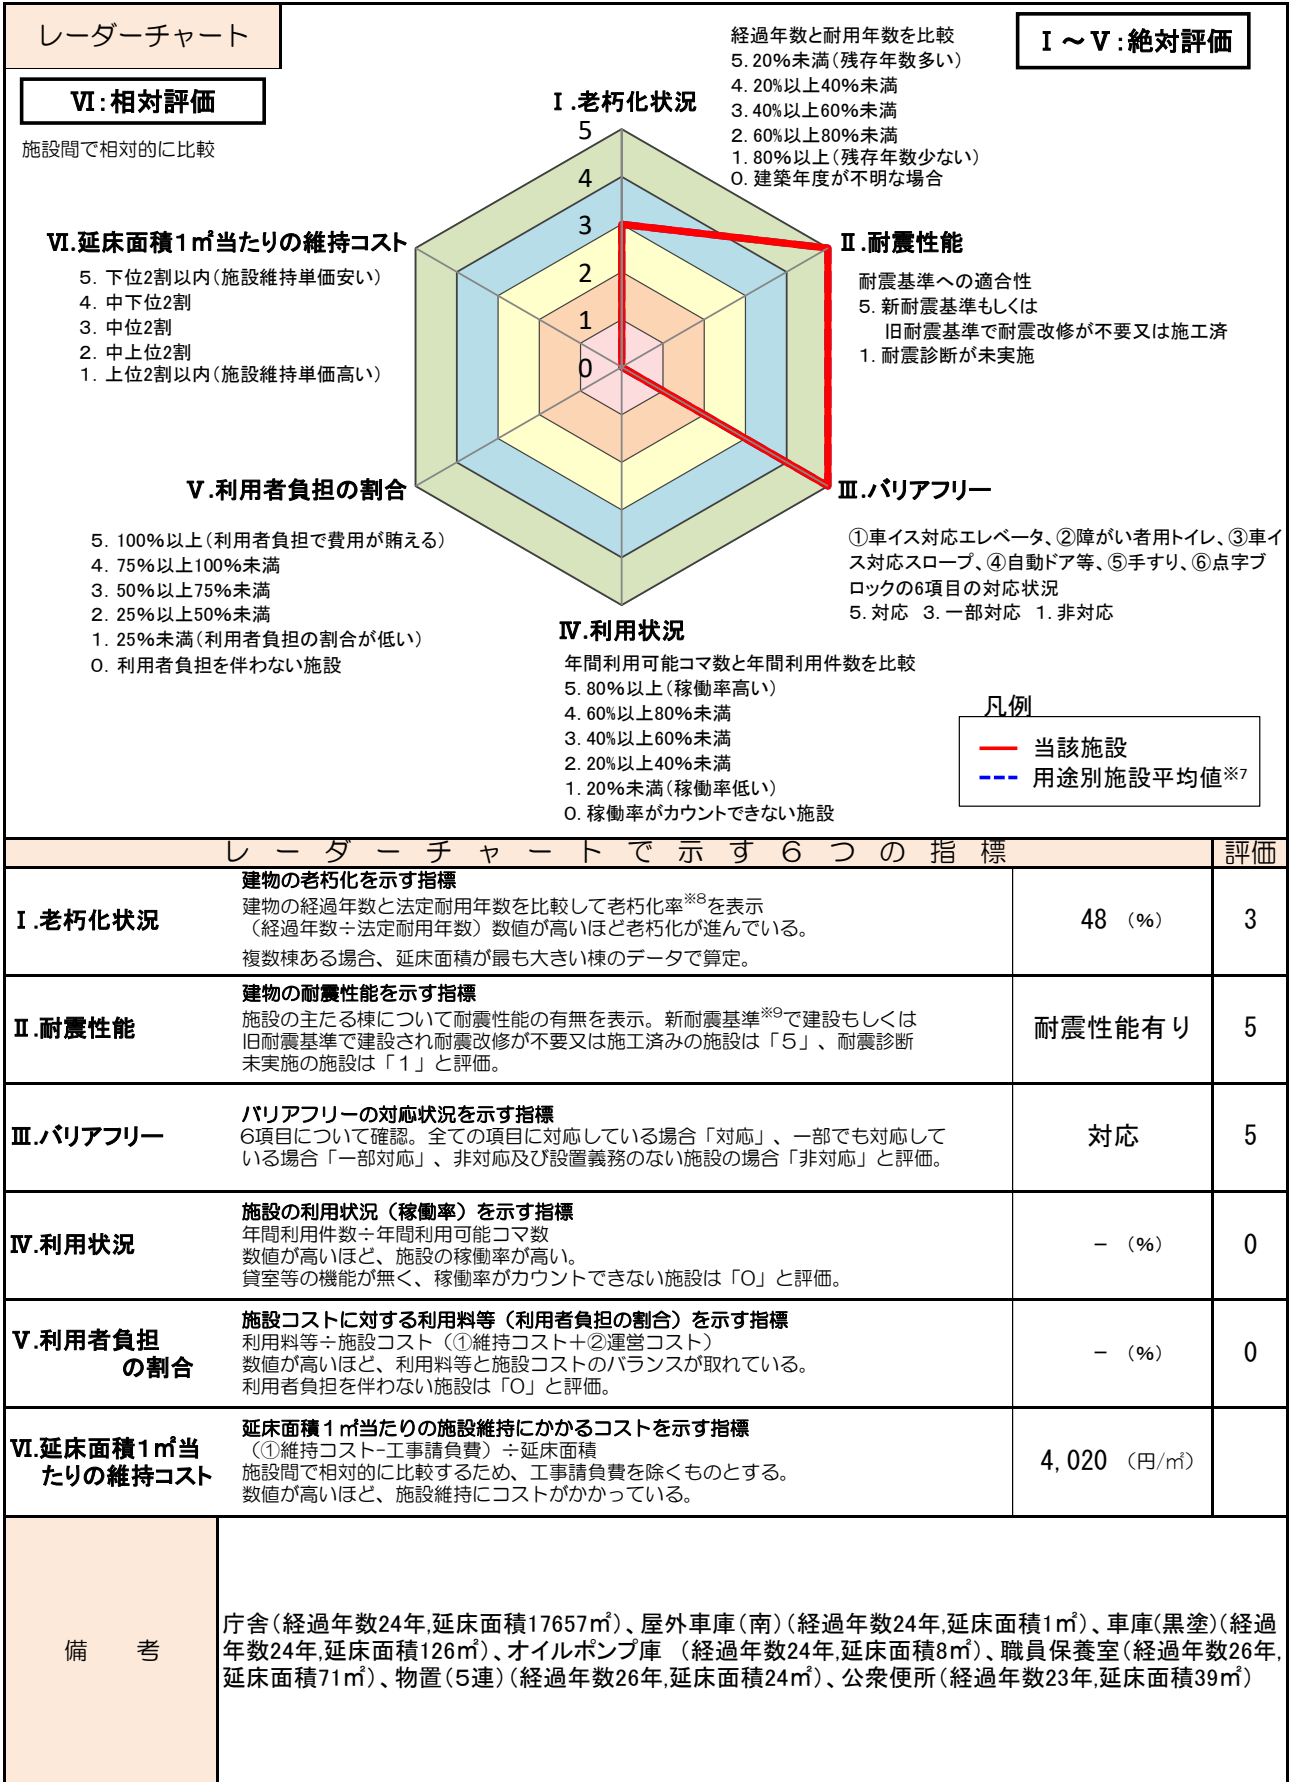 レーダーチャート
Ⅵ:相対評価
施設間で相対的に比較
Ⅰ～Ⅴ:絶対評価
経過年数と耐用年数を比較
5. 20%未満(残存年数多い)
4. 20%以上40%未満
3. 40%以上60%未満
2. 60%以上80%未満
1. 80%以上(残存年数少ない)
0. 建築年度が不明な場合
Ⅰ.老朽化状況
5
4
3
2
1
0
Ⅱ.耐震性能
耐震基準への適合性
5. 新耐震基準もしくは
旧耐震基準で耐震改修が不要又は施工済
1. 耐震診断が未実施
Ⅵ.延床面積1㎡当たりの維持コスト
5. 下位2割以内(施設維持単価安い)
4. 中下位2割
3. 中位2割
2. 中上位2割
1. 上位2割以内(施設維持単価高い)
Ⅲ.バリアフリー
①車イス対応エレベータ、②障がい者用トイレ、③車イ
ス対応スロープ、④自動ドア等、⑤手すり、⑥点字ブ
ロックの6項目の対応状況
5. 対応 3. 一部対応 1. 非対応
Ⅴ.利用者負担の割合
5. 100%以上(利用者負担で費用が賄える)
4. 75%以上100%未満
3. 50%以上75%未満
2. 25%以上50%未満
1. 25%未満(利用者負担の割合が低い)
0. 利用者負担を伴わない施設
Ⅳ.利用状況
年間利用可能コマ数と年間利用件数を比較
5. 80%以上(稼働率高い)
4. 60%以上80%未満
3. 40%以上60%未満
2. 20%以上40%未満
1. 20%未満(稼働率低い)
0. 稼働率がカウントできない施設
凡例
当該施設
用途別施設平均値※7
レーダーチャートで示す6つの指標 評価
Ⅰ.老朽化状況
建物の老朽化を示す指標
建物の経過年数と法定耐用年数を比較して老朽化率※8を表示
(経過年数÷法定耐用年数)数値が高いほど老朽化が進んでいる。
複数棟ある場合、延床面積が最も大きい棟のデータで算定。
48 (%) 3
Ⅱ.耐震性能
建物の耐震性能を示す指標
施設の主たる棟について耐震性能の有無を表示。新耐震基準※9で建設もしくは
旧耐震基準で建設され耐震改修が不要又は施工済みの施設は「5」、耐震診断
未実施の施設は「1」と評価。
耐震性能有り 5
Ⅲ.バリアフリー
バリアフリーの対応状況を示す指標
6項目について確認。全ての項目に対応している場合「対応」、一部でも対応して
いる場合「一部対応」、非対応及び設置義務のない施設の場合「非対応」と評価。
対応 5
Ⅳ.利用状況
施設の利用状況(稼働率)を示す指標
年間利用件数÷年間利用可能コマ数
数値が高いほど、施設の稼働率が高い。
貸室等の機能が無く、稼働率がカウントできない施設は「0」と評価。
- (%) 0
Ⅴ.利用者負担
の割合
施設コストに対する利用料等(利用者負担の割合)を示す指標
利用料等÷施設コスト(①維持コスト+②運営コスト)
数値が高いほど、利用料等と施設コストのバランスが取れている。
利用者負担を伴わない施設は「0」と評価。
- (%) 0
Ⅵ.延床面積1㎡当
たりの維持コスト
延床面積1㎡当たりの施設維持にかかるコストを示す指標
(①維持コスト-工事請負費)÷延床面積
施設間で相対的に比較するため、工事請負費を除くものとする。
数値が高いほど、施設維持にコストがかかっている。
4,020 (円/㎡)
備 考
庁舎(経過年数24年,延床面積17657㎡)、屋外車庫(南)(経過年数24年,延床面積1㎡)、車庫(黒塗)(経過
年数24年,延床面積126㎡)、オイルポンプ庫 (経過年数24年,延床面積8㎡)、職員保養室(経過年数26年,
延床面積71㎡)、物置(5連)(経過年数26年,延床面積24㎡)、公衆便所(経過年数23年,延床面積39㎡)